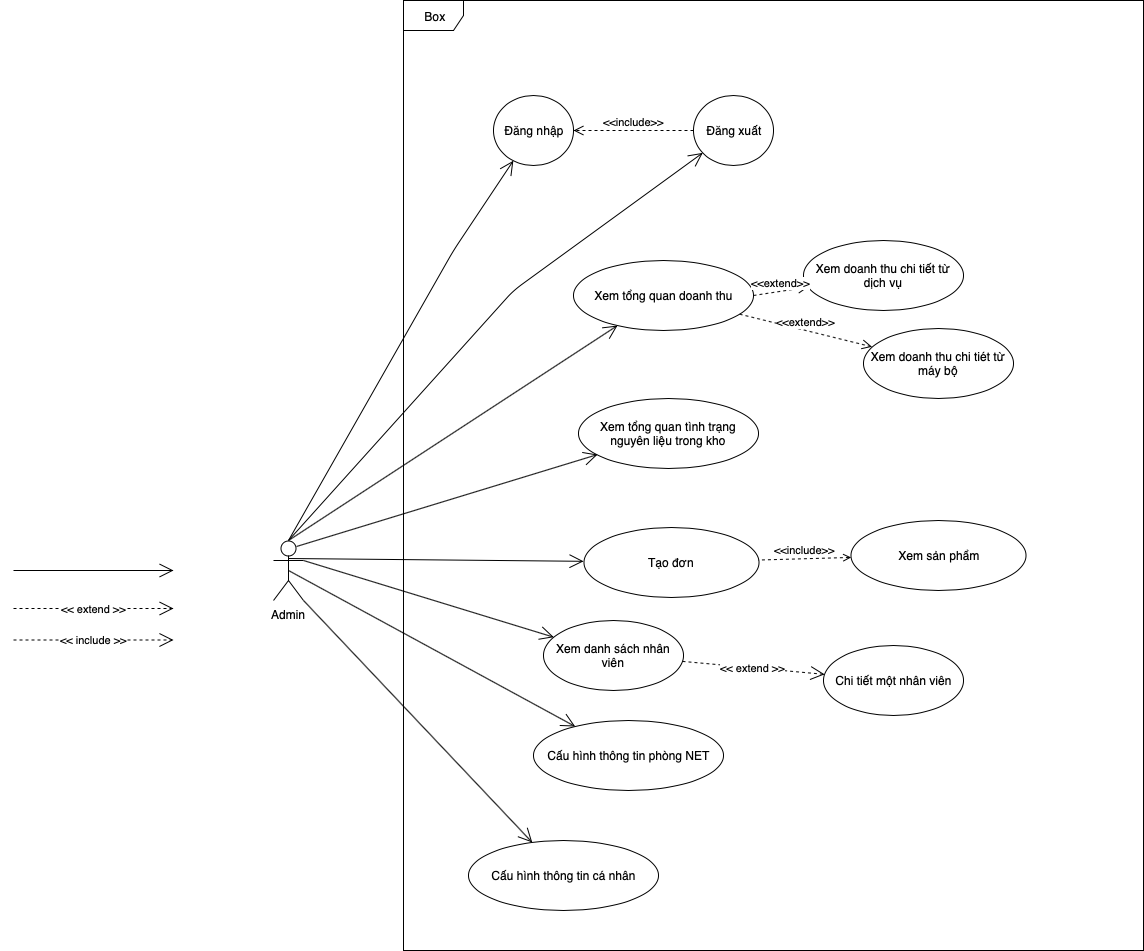 Box
Đăng nhập
<<include>>
Đăng xuất
Xem tổng quan doanh thu
<<extend>>
Xem doanh thu chi tiết từ
dịch vụ
<<extend>>
Xem doanh thu chi tiét từ
máy bộ
Xem tổng quan tình trạng
nguyên liệu trong kho
Tạo đơn
<<include>>
Xem sản phẩm
<< extend >>
<< include >>
Admin
Xem danh sách nhân
viên
<< extend >>
Chi tiết một nhân viên
Cấu hình thông tin phòng NET
Cấu hình thông tin cá nhân